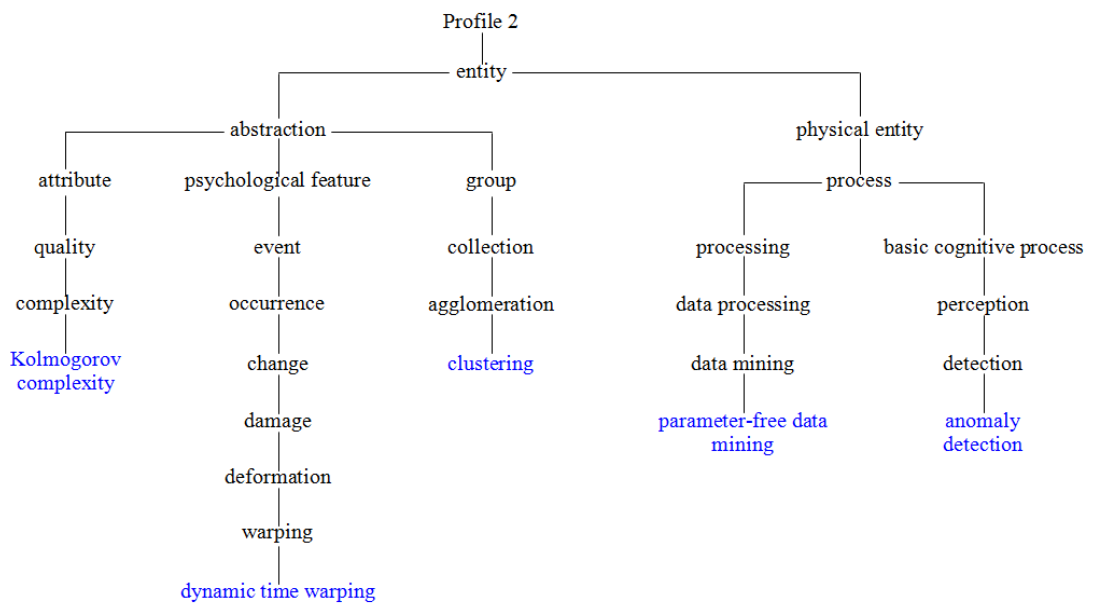 Profile 2
entity
abstraction
physical entity
attribute
psychological feature
group
process
quality
event
collection
processing
basic cognitive process
complexity
occurrence
agglomeration
data processing
perception
Kolmogorov
complexity
change
clustering
data mining
detection
damage
parameter-free data
mining
anomaly
detection
deformation
warping
dynamic time warping